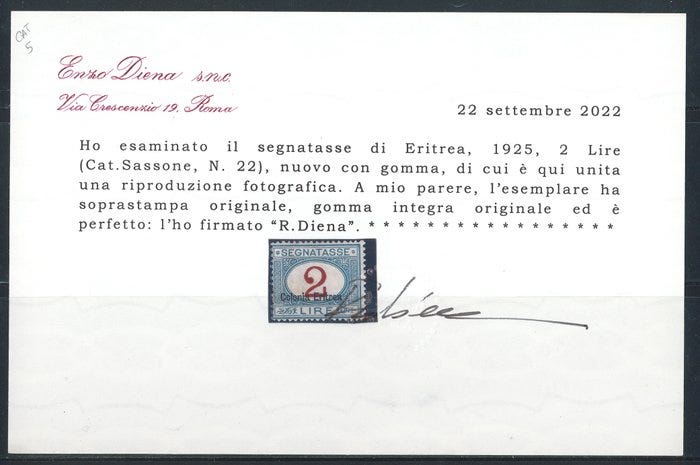 CAT
5
Enzo Diena s.n.c.
Via Crescenzio 19. Roma
22 settembre 2022
Ho esaminato il segnatasse di Eritrea, 1925, 2 Lire
(Cat.Sassone, N. 22), nuovo con gomma, di cui è qui unita
una riproduzione fotografica. A mio parere, l'esemplare ha
soprastampa originale, gomma integra originale ed è
perfetto: l'ho firmato "R.Diena". * * * * * * * * * * * * * * * * *
SEGNATASSE
2
Colonia Eritrea
LIRE